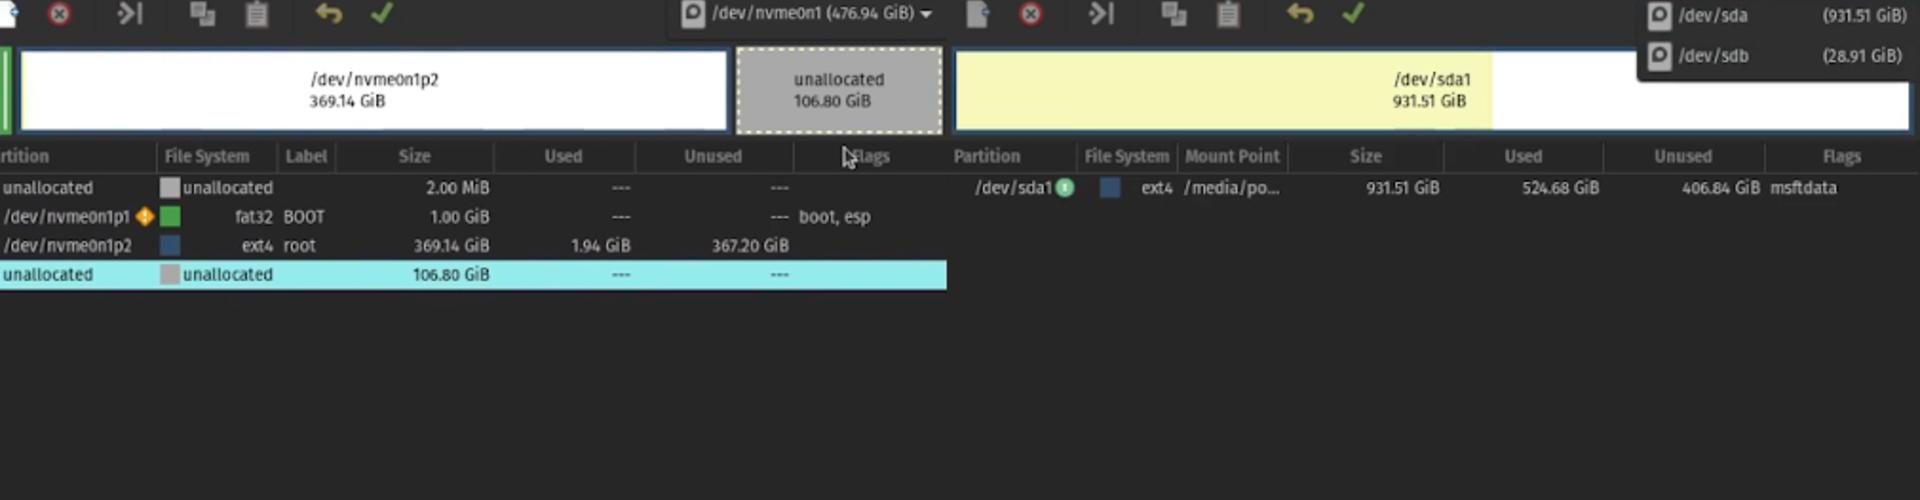 /dev/nvme0n1 (476.94 GiB)
/dev/nvme0n1p2
369.14 GiB
unallocated
106.80 GiB
rtition File System Label Size Used Unused Flags
unallocated unallocated 2.00 MiB --- ---
/dev/nvme0n1p1 fat32 BOOT 1.00 GiB --- --- boot, esp
/dev/nvme0n1p2 ext4 root 369.14 GiB 1.94 GiB 367.20 GiB
unallocated unallocated 106.80 GiB --- ---
/dev/sda (931.51 GiB)
/dev/sdb (28.91 GiB)
/dev/sda1
931.51 GiB
Partition File System Mount Point Size Used Unused Flags
/dev/sda1 ext4 /media/po... 931.51 GiB 524.68 GiB 406.84 GiB msftdata